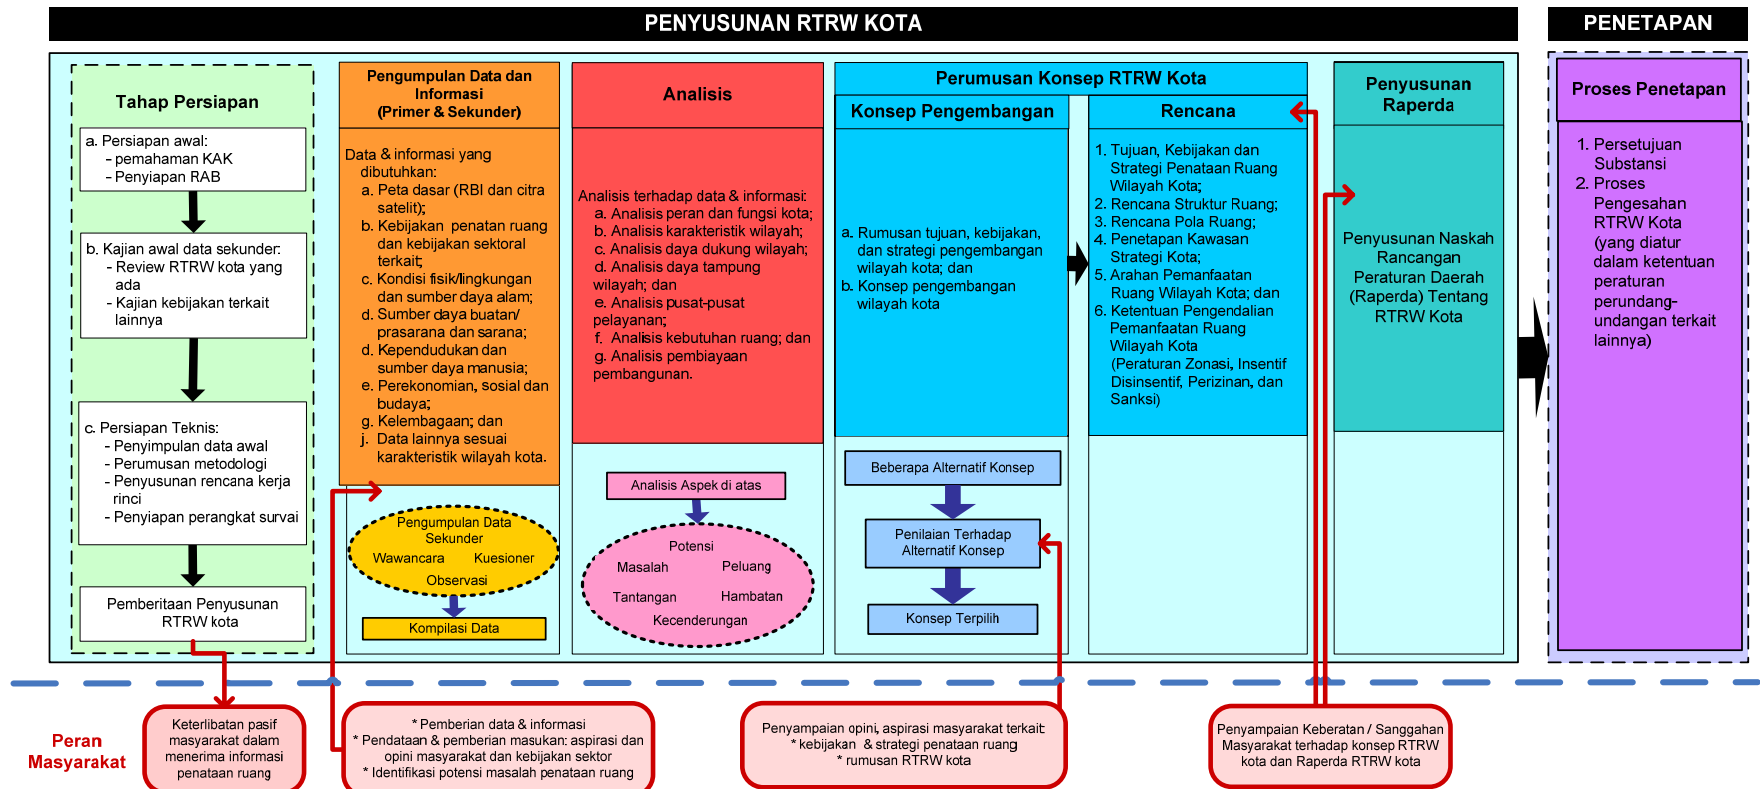 PENYUSUNAN RTRW KOTA
PENETAPAN
Tahap Persiapan
a. Persiapan awal:
- pemahaman KAK
- Penyiapan RAB
b. Kajian awal data sekunder:
- Review RTRW kota yang
ada
- Kajian kebijakan terkait
lainnya
c. Persiapan Teknis:
- Penyimpulan data awal
- Perumusan metodologi
- Penyusunan rencana kerja
rinci
- Penyiapan perangkat survai
Pemberitaan Penyusunan
RTRW kota
Pengumpulan Data dan
Informasi
(Primer & Sekunder)
Data & informasi yang
dibutuhkan:
a. Peta dasar (RBI dan citra
satelit);
b. Kebijakan penatan ruang
dan kebijakan sektoral
terkait;
c. Kondisi fisik/lingkungan
dan sumber daya alam;
d. Sumber daya buatan/
prasarana dan sarana;
d. Kependudukan dan
sumber daya manusia;
e. Perekonomian, sosial dan
budaya;
g. Kelembagaan; dan
j. Data lainnya sesuai
karakteristik wilayah kota.
Pengumpulan Data
Sekunder
Wawancara Kuesioner
Observasi
Kompilasi Data
Analisis
Analisis terhadap data & informasi:
a. Analisis peran dan fungsi kota;
b. Analisis karakteristik wilayah;
c. Analisis daya dukung wilayah;
d. Analisis daya tampung
wilayah; dan
e. Analisis pusat-pusat
pelayanan;
f. Analisis kebutuhan ruang; dan
g. Analisis pembiayaan
pembangunan.
Analisis Aspek di atas
Potensi
Masalah Peluang
Tantangan Hambatan
Kecenderungan
Perumusan Konsep RTRW Kota
Konsep Pengembangan
a. Rumusan tujuan, kebijakan,
dan strategi pengembangan
wilayah kota; dan
b. Konsep pengembangan
wilayah kota
Beberapa Alternatif Konsep
Penilaian Terhadap
Alternatif Konsep
Konsep Terpilih
Rencana
1. Tujuan, Kebijakan dan
Strategi Penataan Ruang
Wilayah Kota;
2. Rencana Struktur Ruang;
3. Rencana Pola Ruang;
4. Penetapan Kawasan
Strategi Kota;
5. Arahan Pemanfaatan
Ruang Wilayah Kota; dan
6. Ketentuan Pengendalian
Pemanfaatan Ruang
Wilayah Kota
(Peraturan Zonasi, Insentif
Disinsentif, Perizinan, dan
Sanksi)
Penyusunan
Raperda
Penyusunan Naskah
Rancangan
Peraturan Daerah
(Raperda) Tentang
RTRW Kota
Proses Penetapan
1. Persetujuan
Substansi
2. Proses
Pengesahan
RTRW Kota
(yang diatur
dalam ketentuan
peraturan
perundang-
undangan terkait
lainnya)
Peran
Masyarakat
Keterlibatan pasif
masyarakat dalam
menerima informasi
penataan ruang
* Pemberian data & informasi
* Pendataan & pemberian masukan: aspirasi dan
opini masyarakat dan kebijakan sektor
* Identifikasi potensi masalah penataan ruang
Penyampaian opini, aspirasi masyarakat terkait:
* kebijakan & strategi penataan ruang
* rumusan RTRW kota
Penyampaian Keberatan / Sanggahan
Masyarakat terhadap konsep RTRW
kota dan Raperda RTRW kota